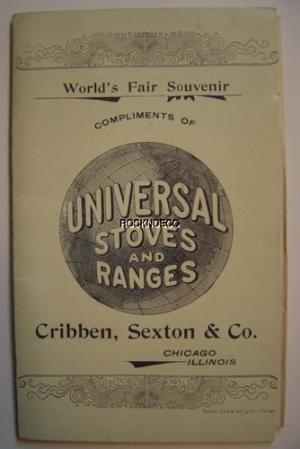 World's Fair Souvenir
COMPLIMENTS OF
UNIVERSAL
ROCKNDECO
STOVES
AND
RANGES
Cribben, Sexton & Co.
CHICAGO
ILLINOIS